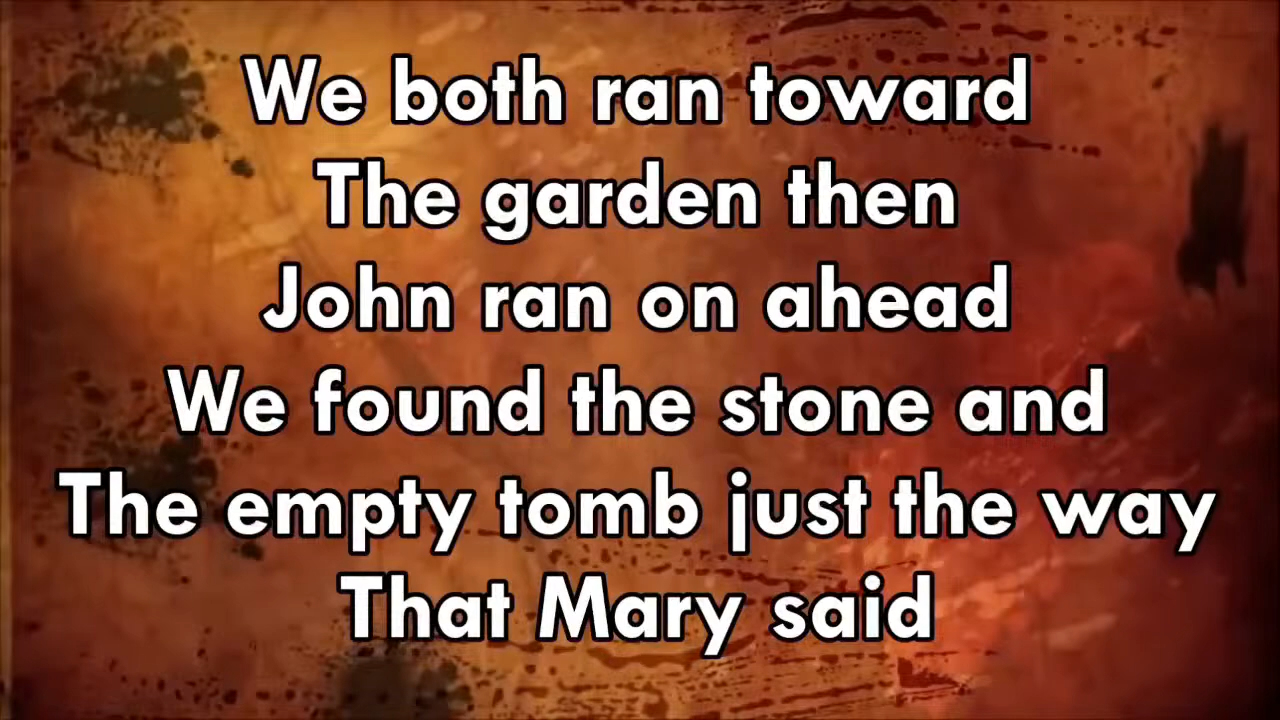 We both ran toward
The garden then
John ran on ahead
We found the stone and
The empty tomb just the way
That Mary said